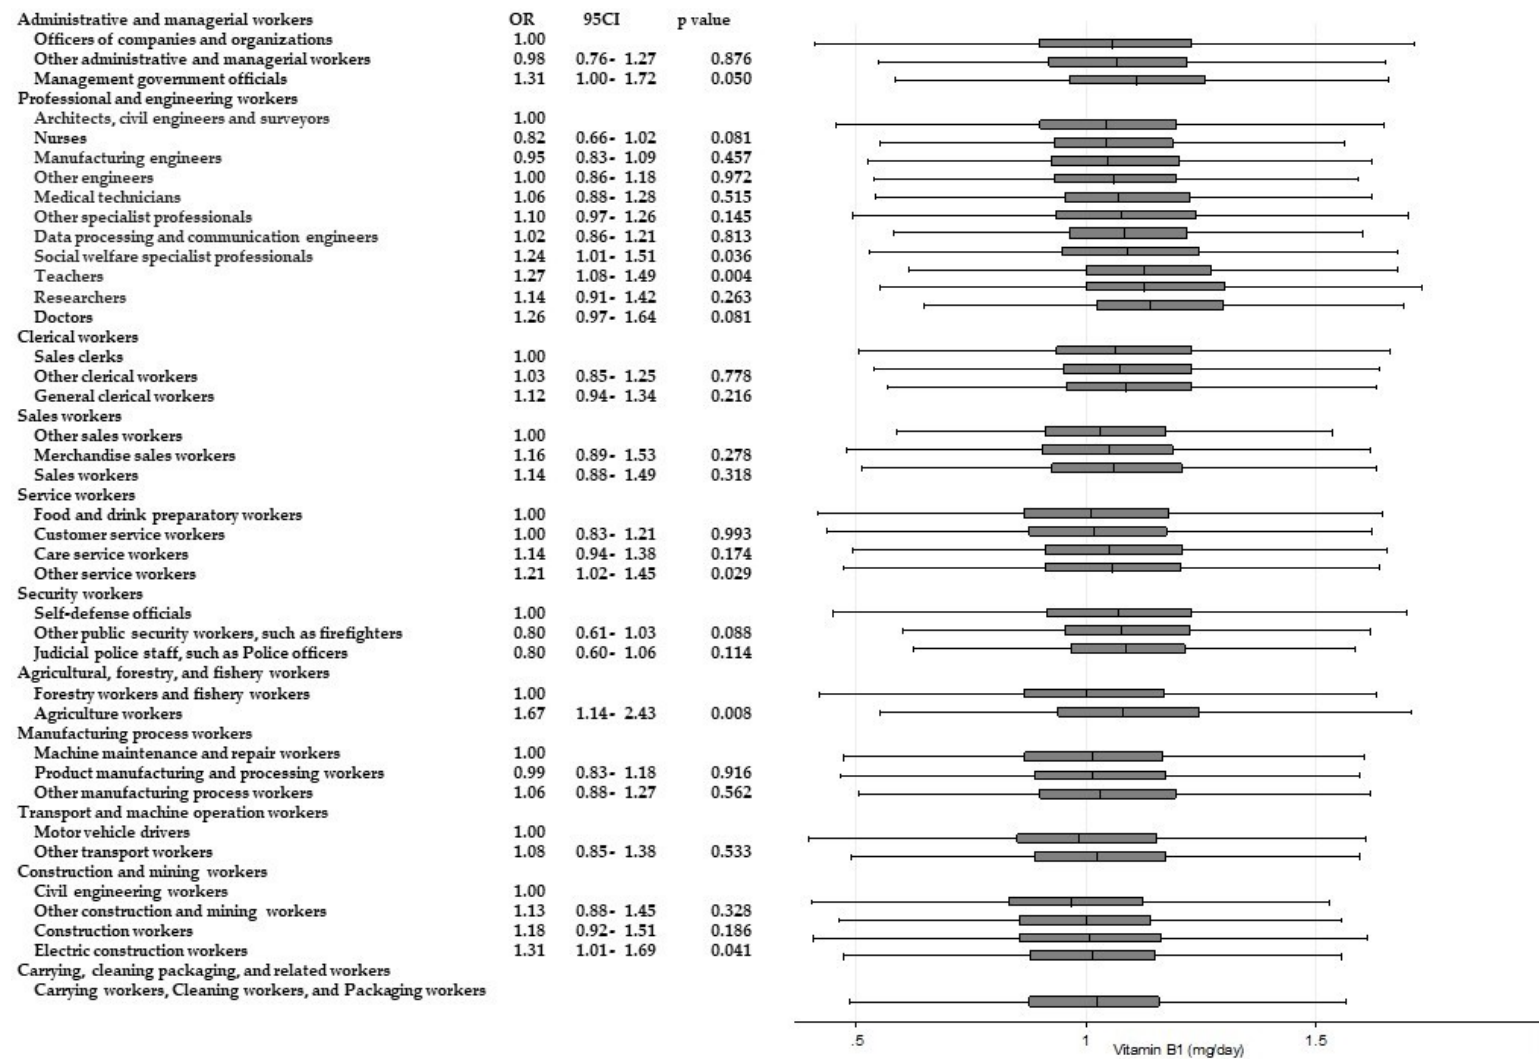 Administrative and managerial workers OR 95CI p value
Officers of companies and organizations 1.00
Other administrative and managerial workers 0.98 0.76- 1.27 0.876
Management government officials 1.31 1.00- 1.72 0.050
Professional and engineering workers
Architects, civil engineers and surveyors 1.00
Nurses 0.82 0.66- 1.02 0.081
Manufacturing engineers 0.95 0.83- 1.09 0.457
Other engineers 1.00 0.86- 1.18 0.972
Medical technicians 1.06 0.88- 1.28 0.515
Other specialist professionals 1.10 0.97- 1.26 0.145
Data processing and communication engineers 1.02 0.86- 1.21 0.813
Social welfare specialist professionals 1.24 1.01- 1.51 0.036
Teachers 1.27 1.08- 1.49 0.004
Researchers 1.14 0.91- 1.42 0.263
Doctors 1.26 0.97- 1.64 0.081
Clerical workers
Sales clerks 1.00
Other clerical workers 1.03 0.85- 1.25 0.778
General clerical workers 1.12 0.94- 1.34 0.216
Sales workers
Other sales workers 1.00
Merchandise sales workers 1.16 0.89- 1.53 0.278
Sales workers 1.14 0.88- 1.49 0.318
Service workers
Food and drink preparatory workers 1.00
Customer service workers 1.00 0.83- 1.21 0.993
Care service workers 1.14 0.94- 1.38 0.174
Other service workers 1.21 1.02- 1.45 0.029
Security workers
Self-defense officials 1.00
Other public security workers, such as firefighters 0.80 0.61- 1.03 0.088
Judicial police staff, such as Police officers 0.80 0.60- 1.06 0.114
Agricultural, forestry, and fishery workers
Forestry workers and fishery workers 1.00
Agriculture workers 1.67 1.14- 2.43 0.008
Manufacturing process workers
Machine maintenance and repair workers 1.00
Product manufacturing and processing workers 0.99 0.83- 1.18 0.916
Other manufacturing process workers 1.06 0.88- 1.27 0.562
Transport and machine operation workers
Motor vehicle drivers 1.00
Other transport workers 1.08 0.85- 1.38 0.533
Construction and mining workers
Civil engineering workers 1.00
Other construction and mining workers 1.13 0.88- 1.45 0.328
Construction workers 1.18 0.92- 1.51 0.186
Electric construction workers 1.31 1.01- 1.69 0.041
Carrying, cleaning packaging, and related workers
Carrying workers, Cleaning workers, and Packaging workers
.5 1 1.5
Vitamin B1 (mg/day)